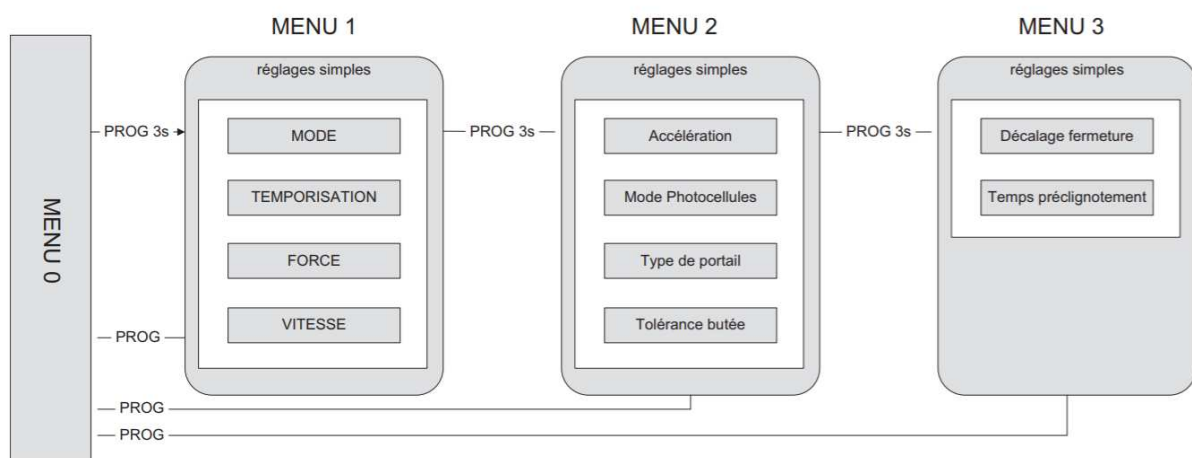 MENU 1
MENU 2
MENU 3
réglages simples
réglages simples
réglages simples
PROG 3s
MODE
PROG 3s
Accélération
PROG 3s
Décalage fermeture
TEMPORISATION
Mode Photocellules
Temps préclignotement
MENU 0
FORCE
Type de portail
VITESSE
Tolérance butée
PROG
PROG
PROG